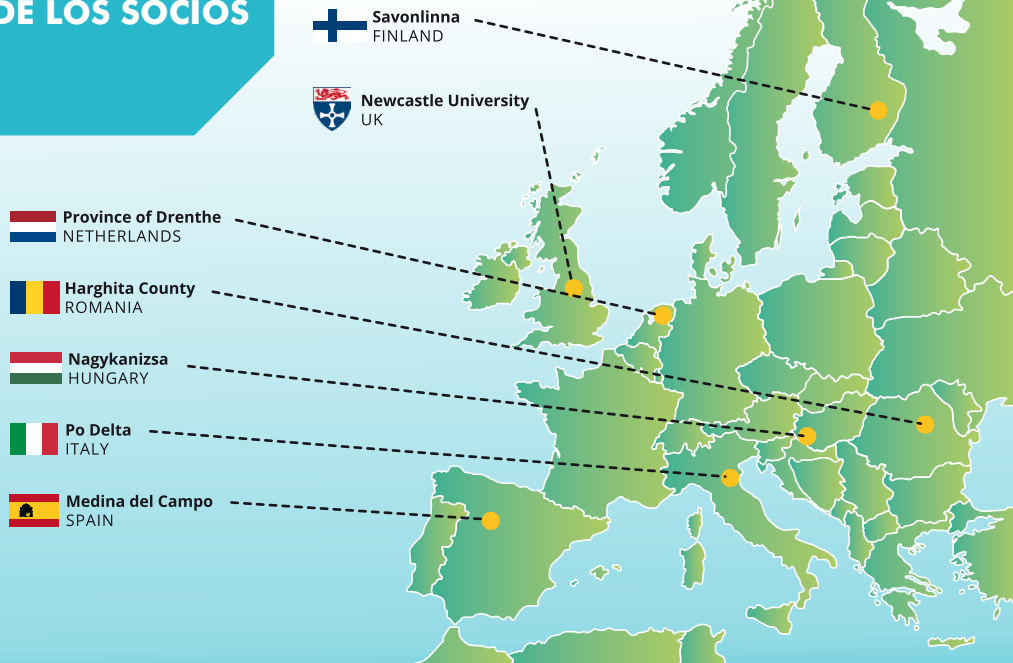 DE LOS SOCIOS
Savonlinna
FINLAND
Newcastle University
UK
Province of Drenthe
NETHERLANDS
Harghita County
ROMANIA
Nagykanizsa
HUNGARY
Po Delta
ITALY
Medina del Campo
SPAIN